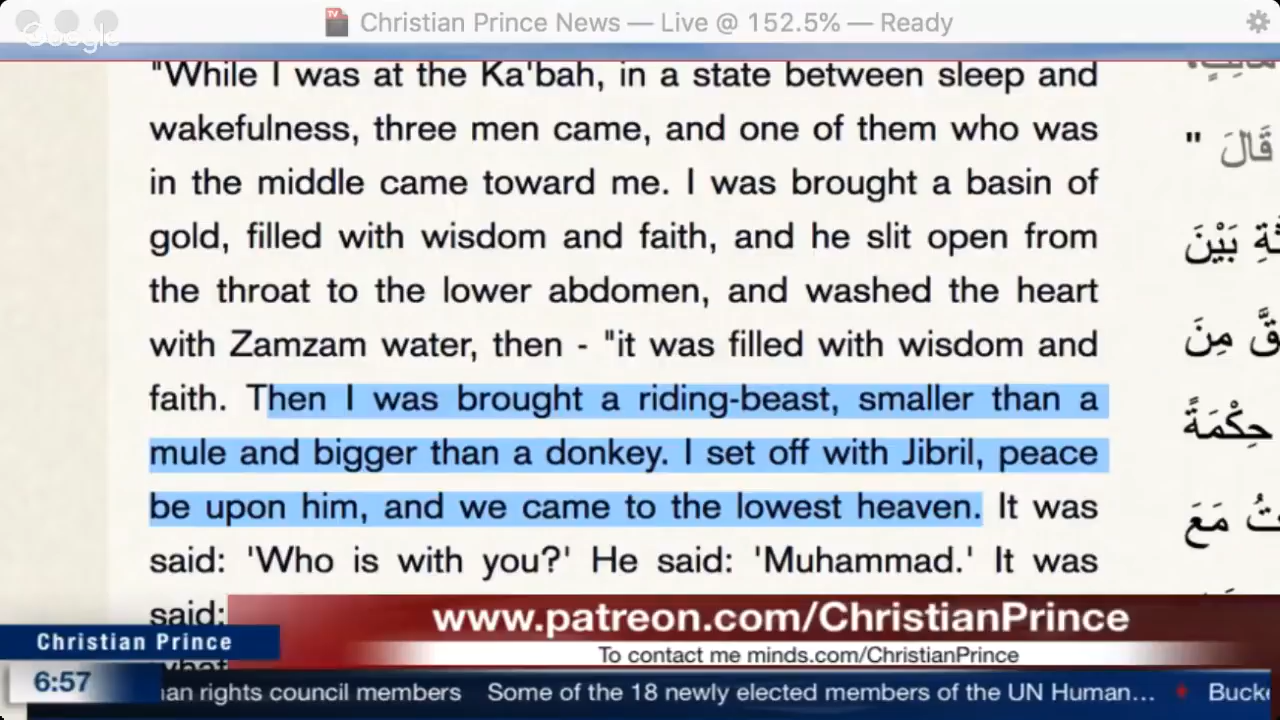 Christian Prince News — Live @ 152.5% — Ready
Google
"While I was at the Ka'bah, in a state between sleep and
wakefulness, three men came, and one of them who was
in the middle came toward me. I was brought a basin of
gold, filled with wisdom and faith, and he slit open from
the throat to the lower abdomen, and washed the heart
with Zamzam water, then - "it was filled with wisdom and
faith. Then I was brought a riding-beast, smaller than a
mule and bigger than a donkey. I set off with Jibril, peace
be upon him, and we came to the lowest heaven. It was
said: 'Who is with you?' He said: 'Muhammad.' It was
said:
قَالَ "
بَيْنَ
مِنَ
حِكْمَةً
مَعَ
www.patreon.com/ChristianPrince
To contact me minds.com/ChristianPrince
Christian Prince
6:57
an rights council members Some of the 18 newly elected members of the UN Human... Bucke